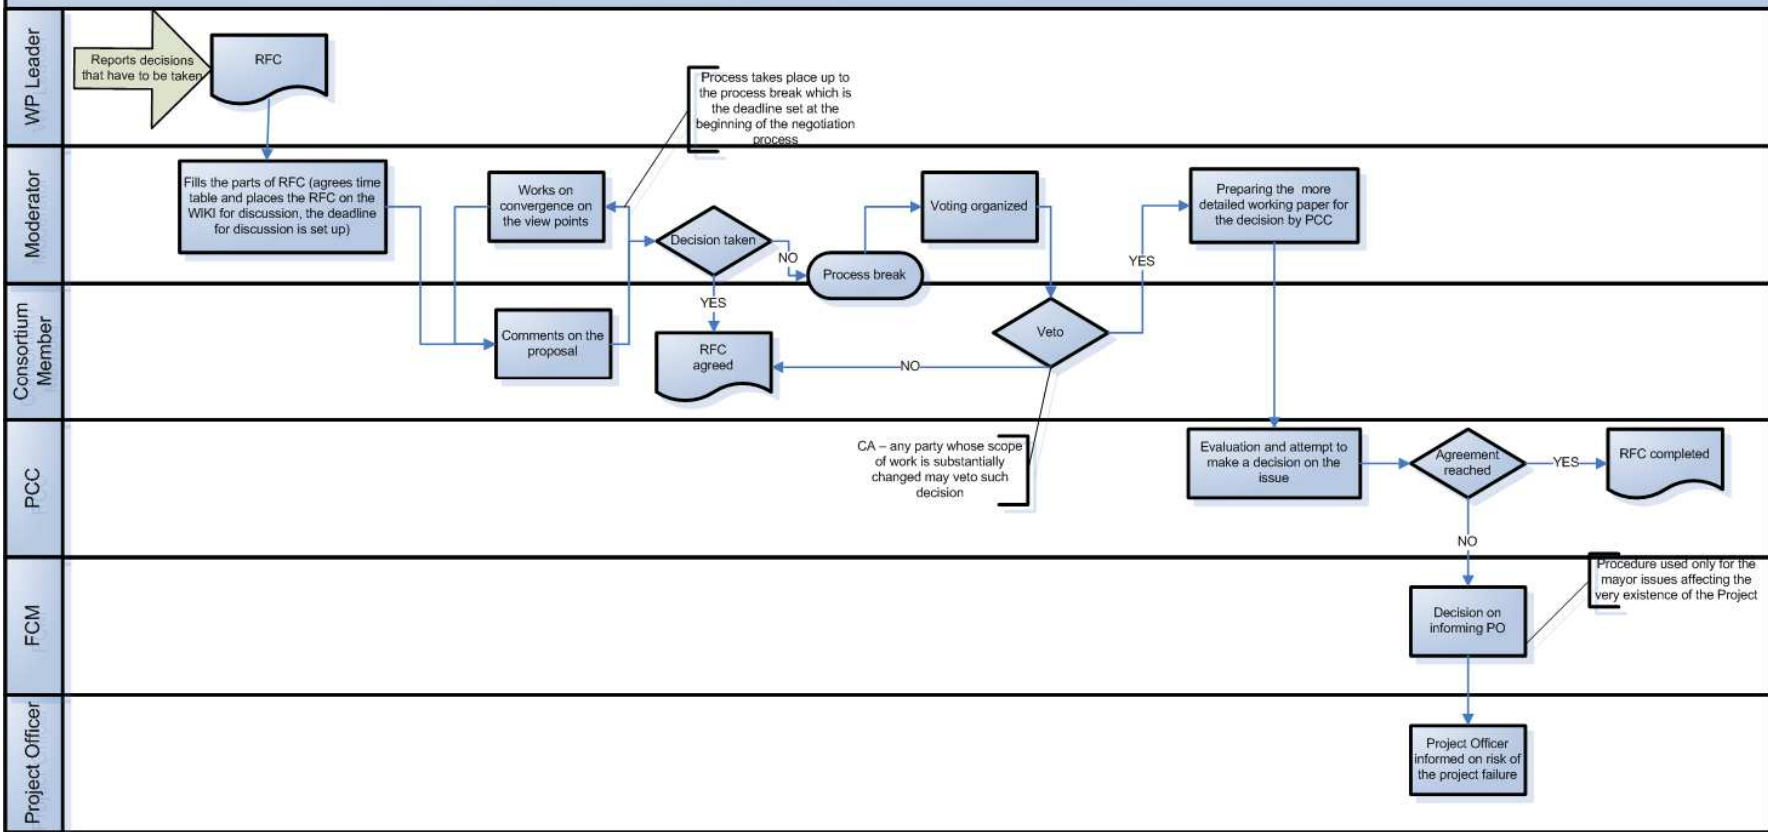 WP Leader
Reports decisions
that have to be taken
RFC
Process takes place up to
the process break which is
the deadline set at the
beginning of the negotiation
process
Moderator
Fills the parts of RFC (agrees time
table and places the RFC on the
WIKI for discussion, the deadline
for discussion is set up)
Works on
convergence on
the view points
Decision taken
NO
YES
Process break
Voting organized
YES
Preparing the more
detailed working paper for
the decision by PCC
Consortium
Member
Comments on the
proposal
RFC
agreed
NO
Veto
PCC
CA – any party whose scope
of work is substantially
changed may veto such
decision
Evaluation and attempt to
make a decision on the
issue
Agreement
reached
YES
RFC completed
NO
FCM
Decision on
informing PO
Procedure used only for the
mayor issues affecting the
very existence of the Project
Project Officer
Project Officer
informed on risk of
the project failure